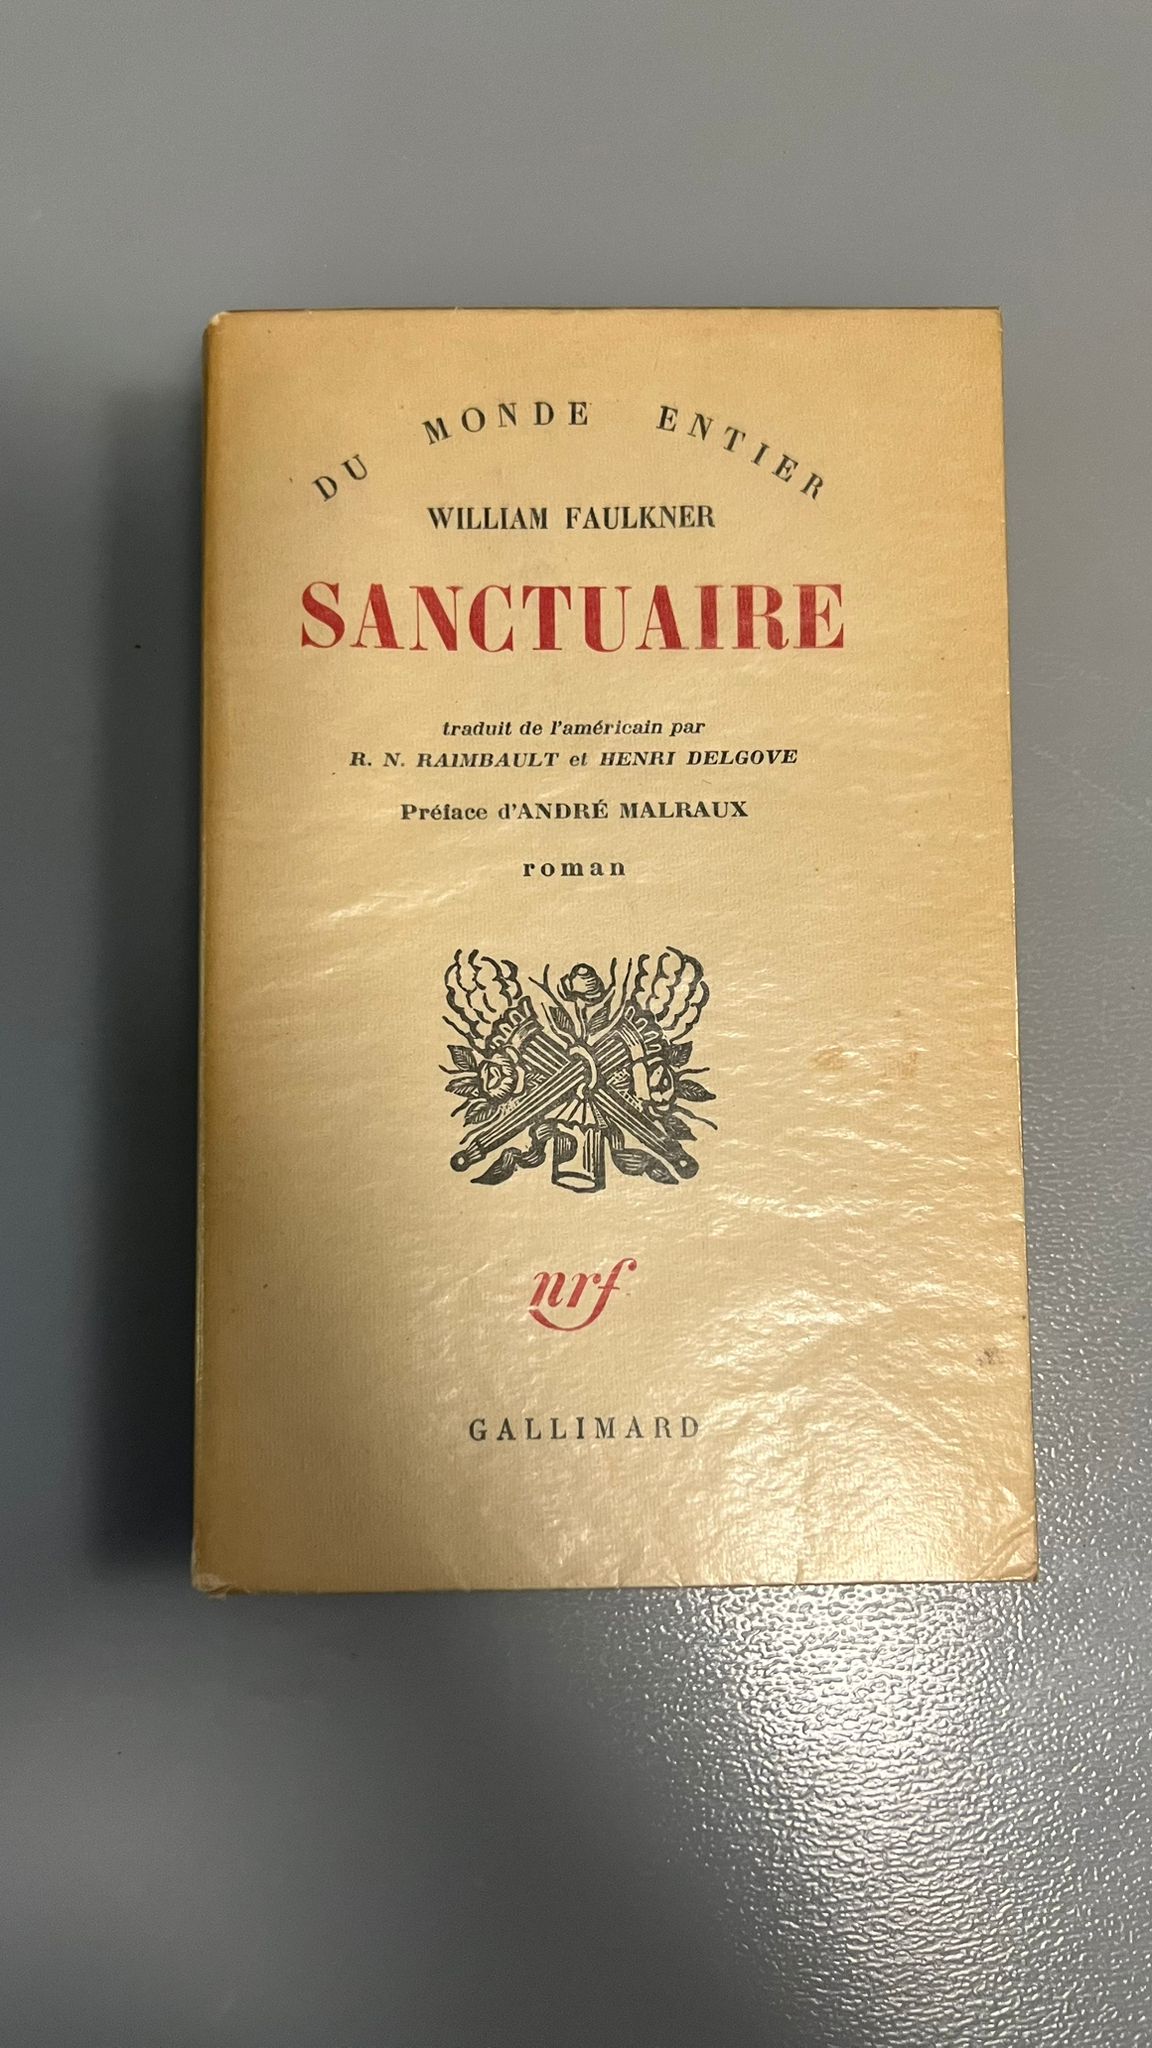 DU MONDE ENTIER
WILLIAM FAULKNER
SANCTUAIRE
traduit de l'américain par
R. N. RAIMBAULT et HENRI DELGOVE
Préface d'ANDRÉ MALRAUX
roman
nrf
GALLIMARD